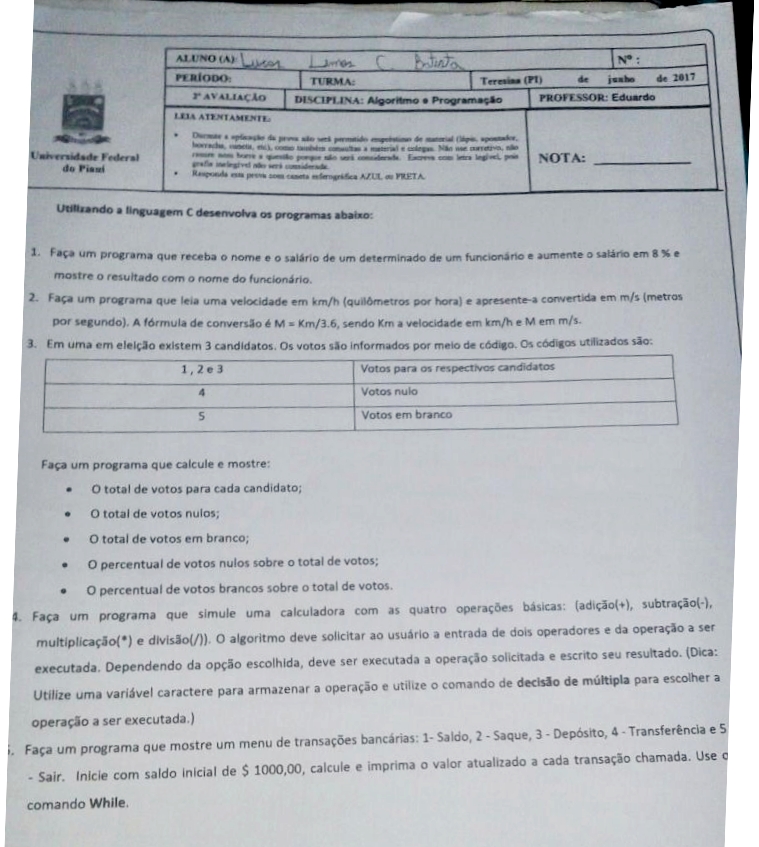 ALUNO (A): Lucas Limas C Batista
Nº :
PERÍODO:
TURMA:
Teresina (PI) de junho de 2017
2ª AVALIAÇÃO
DISCIPLINA: Algoritmo e Programação
PROFESSOR: Eduardo
Universidade Federal
do Piauí
LEIA ATENTAMENTE:
• Durante a aplicação da prova não será permitido empréstimo de material (lápis, apontador,
borracha, caneta, etc), como também consultas a material e colegas. Não use corretivo, não
rasure nem borre a questão porque não será considerada. Escreva com letra legível, pois
grafia inelegível não será considerada.
• Responda esta prova com caneta esferográfica AZUL ou PRETA.
NOTA:
Utilizando a linguagem C desenvolva os programas abaixo:
1. Faça um programa que receba o nome e o salário de um determinado de um funcionário e aumente o salário em 8 % e
mostre o resultado com o nome do funcionário.
2. Faça um programa que leia uma velocidade em km/h (quilômetros por hora) e apresente-a convertida em m/s (metros
por segundo). A fórmula de conversão é M = Km/3.6, sendo Km a velocidade em km/h e M em m/s.
3. Em uma em eleição existem 3 candidatos. Os votos são informados por meio de código. Os códigos utilizados são:
1 , 2 e 3 Votos para os respectivos candidatos
4 Votos nulo
5 Votos em branco
Faça um programa que calcule e mostre:
• O total de votos para cada candidato;
• O total de votos nulos;
• O total de votos em branco;
• O percentual de votos nulos sobre o total de votos;
• O percentual de votos brancos sobre o total de votos.
4. Faça um programa que simule uma calculadora com as quatro operações básicas: (adição(+), subtração(-),
multiplicação(*) e divisão(/)). O algoritmo deve solicitar ao usuário a entrada de dois operadores e da operação a ser
executada. Dependendo da opção escolhida, deve ser executada a operação solicitada e escrito seu resultado. (Dica:
Utilize uma variável caractere para armazenar a operação e utilize o comando de decisão de múltipla para escolher a
operação a ser executada.)
. Faça um programa que mostre um menu de transações bancárias: 1- Saldo, 2 - Saque, 3 - Depósito, 4 - Transferência e 5
- Sair. Inicie com saldo inicial de $ 1000,00, calcule e imprima o valor atualizado a cada transação chamada. Use o
comando While.